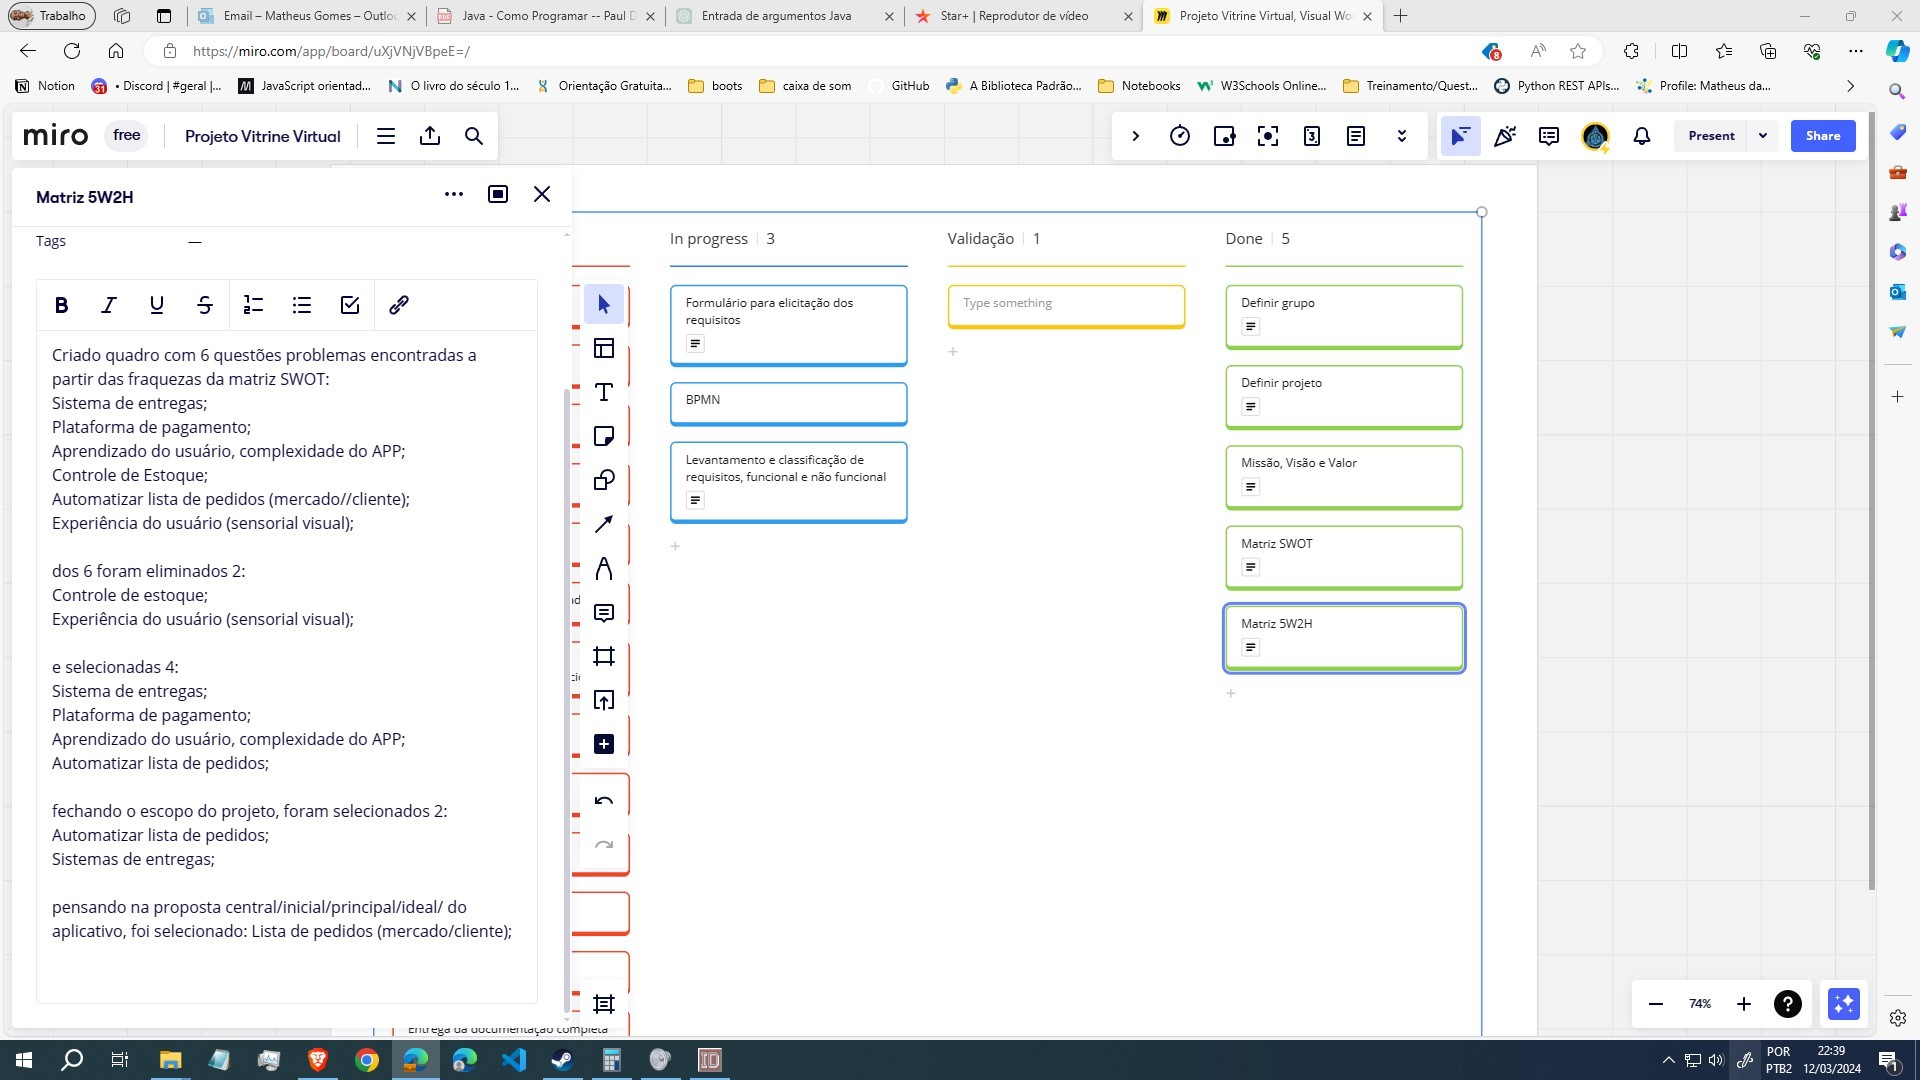 Trabalho
Email – Matheus Gomes – Outloo
Java - Como Programar -- Paul D
Entrada de argumentos Java
Star+ | Reprodutor de vídeo
Projeto Vitrine Virtual, Visual Wo
https://miro.com/app/board/uXjVNjVBpeE=/
8
Notion
31
• Discord | #geral |...
JavaScript orientad...
O livro do século 1...
Orientação Gratuita...
boots
caixa de som
GitHub
A Biblioteca Padrão...
Notebooks
W3Schools Online...
Treinamento/Quest...
Python REST APIs...
Profile: Matheus da...
miro
free
Projeto Vitrine Virtual
3
Present
Share
Matriz 5W2H
Tags
—
B
I
U
S
Criado quadro com 6 questões problemas encontradas a
partir das fraquezas da matriz SWOT:
Sistema de entregas;
Plataforma de pagamento;
Aprendizado do usuário, complexidade do APP;
Controle de Estoque;
Automatizar lista de pedidos (mercado//cliente);
Experiência do usuário (sensorial visual);
dos 6 foram eliminados 2:
Controle de estoque;
Experiência do usuário (sensorial visual);
e selecionadas 4:
Sistema de entregas;
Plataforma de pagamento;
Aprendizado do usuário, complexidade do APP;
Automatizar lista de pedidos;
fechando o escopo do projeto, foram selecionados 2:
Automatizar lista de pedidos;
Sistemas de entregas;
pensando na proposta central/inicial/principal/ideal/ do
aplicativo, foi selecionado: Lista de pedidos (mercado/cliente);
In progress 3
Formulário para elicitação dos
requisitos
BPMN
Levantamento e classificação de
requisitos, funcional e não funcional
Validação 1
Type something
Done 5
Definir grupo
Definir projeto
Missão, Visão e Valor
Matriz SWOT
Matriz 5W2H
Entrega da documentação completa
74%
?
POR
PTB2
22:39
12/03/2024
1